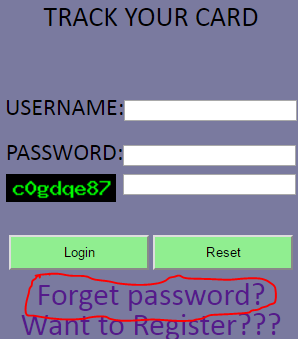 TRACK YOUR CARD
USERNAME:
PASSWORD:
c0gdqe87
Login Reset
Forget password?
Want to Register???